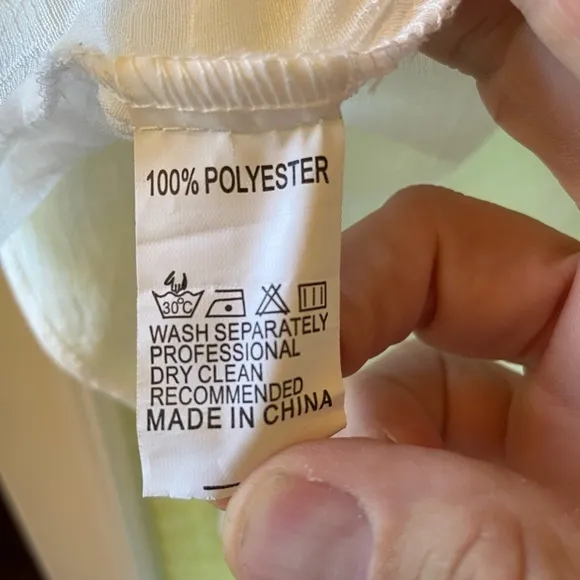 100% POLYESTER
30°C
WASH SEPARATELY
PROFESSIONAL
DRY CLEAN
RECOMMENDED
MADE IN CHINA